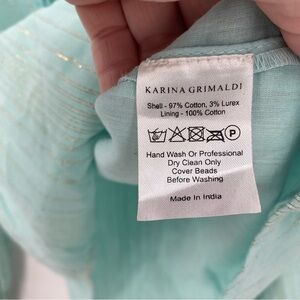 KARINA GRIMALDI
Shell - 97% Cotton, 3% Lurex
Lining - 100% Cotton
P
Hand Wash Or Professional
Dry Clean Only
Cover Beads
Before Washing
Made In India